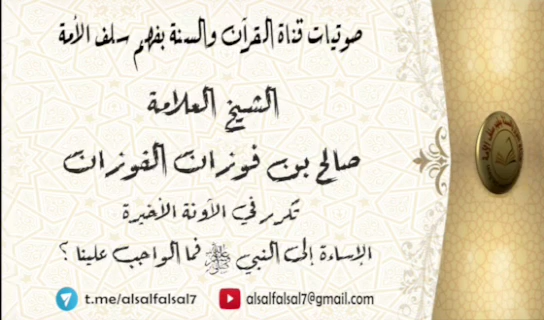 صوتيات قناة القرآن والسنة بفهم سلف الأمة
الشيخ العلامة
صالح بن فوزان الفوزان
تكرر في الآونة الأخيرة
الإساءة إلى النبي ﷺ فما الواجب علينا ؟
t.me/alsalfalsal7 alsalfalsal7@gmail.com